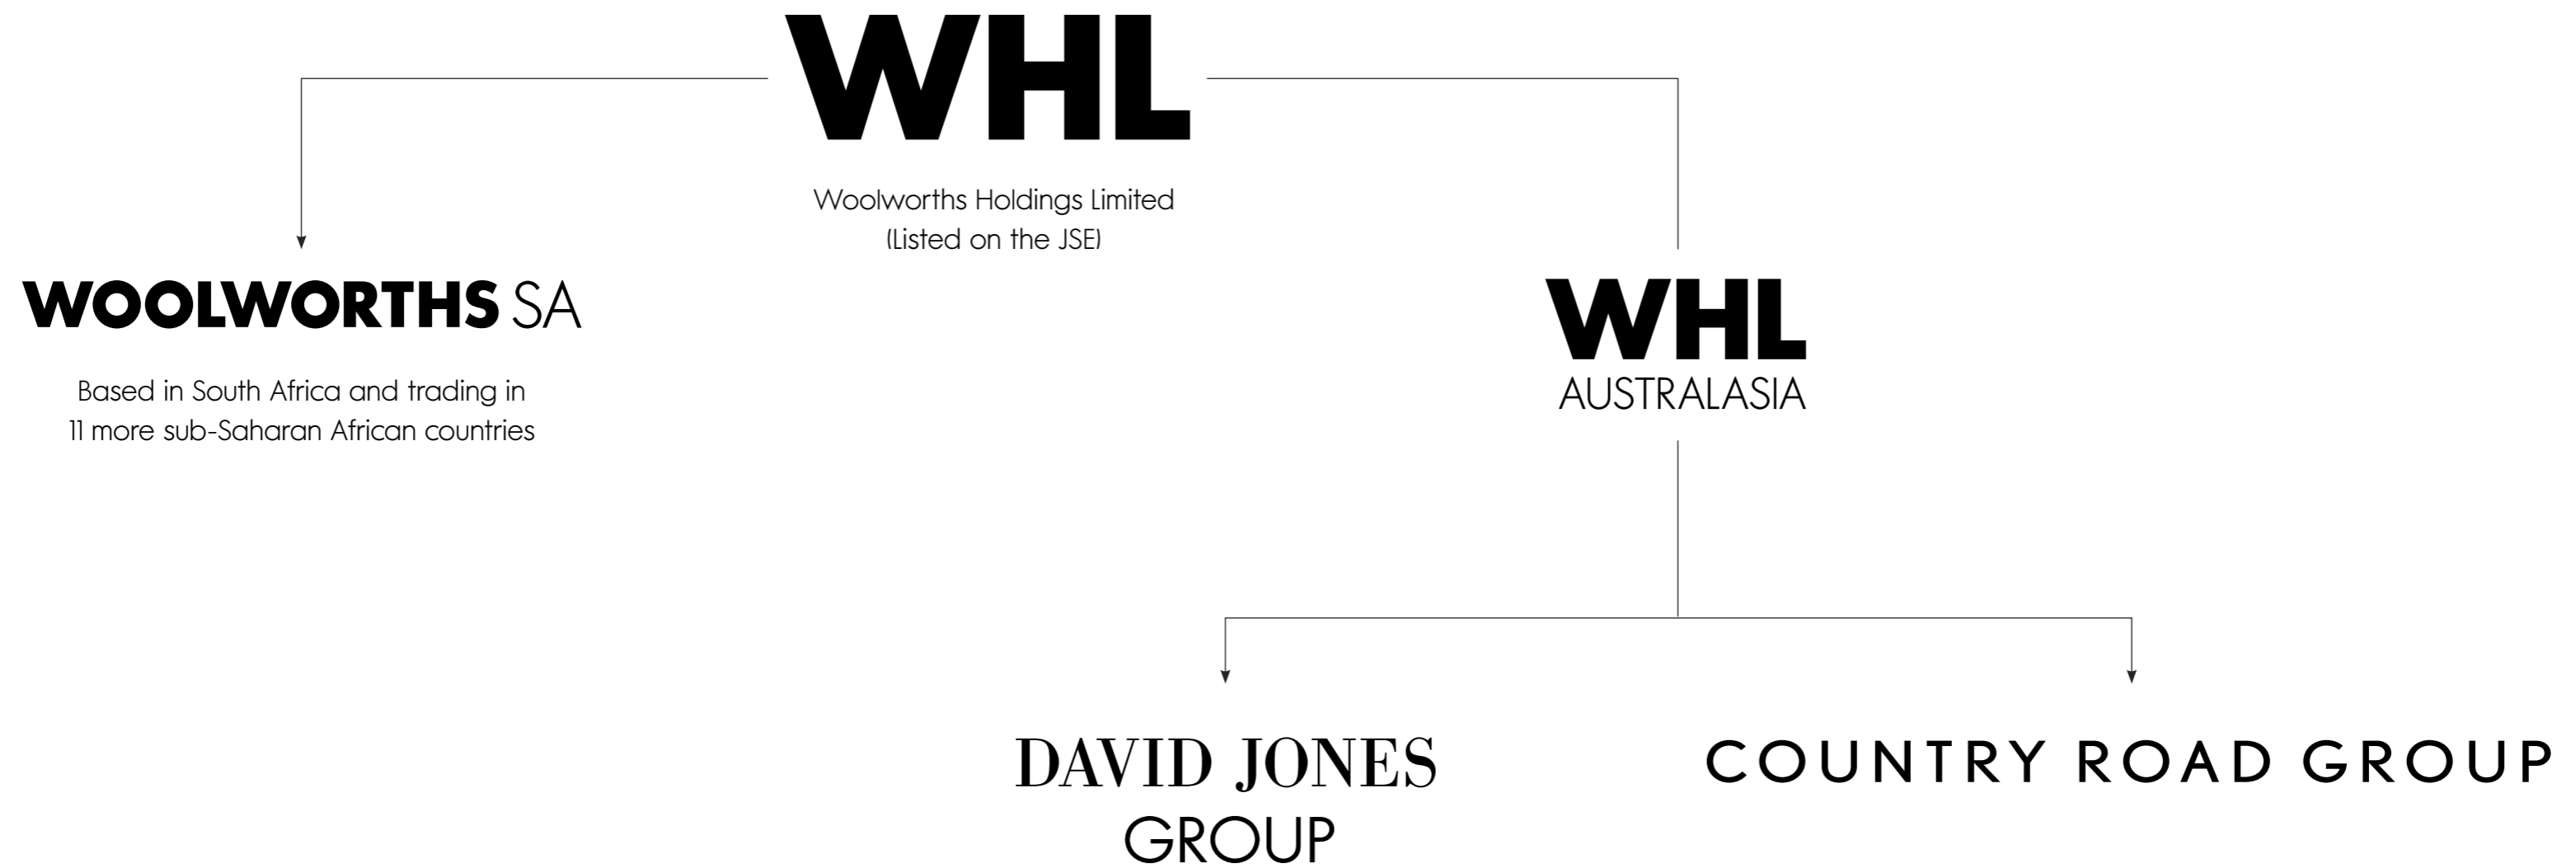 WHL
Woolworths Holdings Limited
(Listed on the JSE)
WOOLWORTHS SA
Based in South Africa and trading in
11 more sub-Saharan African countries
WHL
AUSTRALASIA
DAVID JONES
GROUP
COUNTRY ROAD GROUP